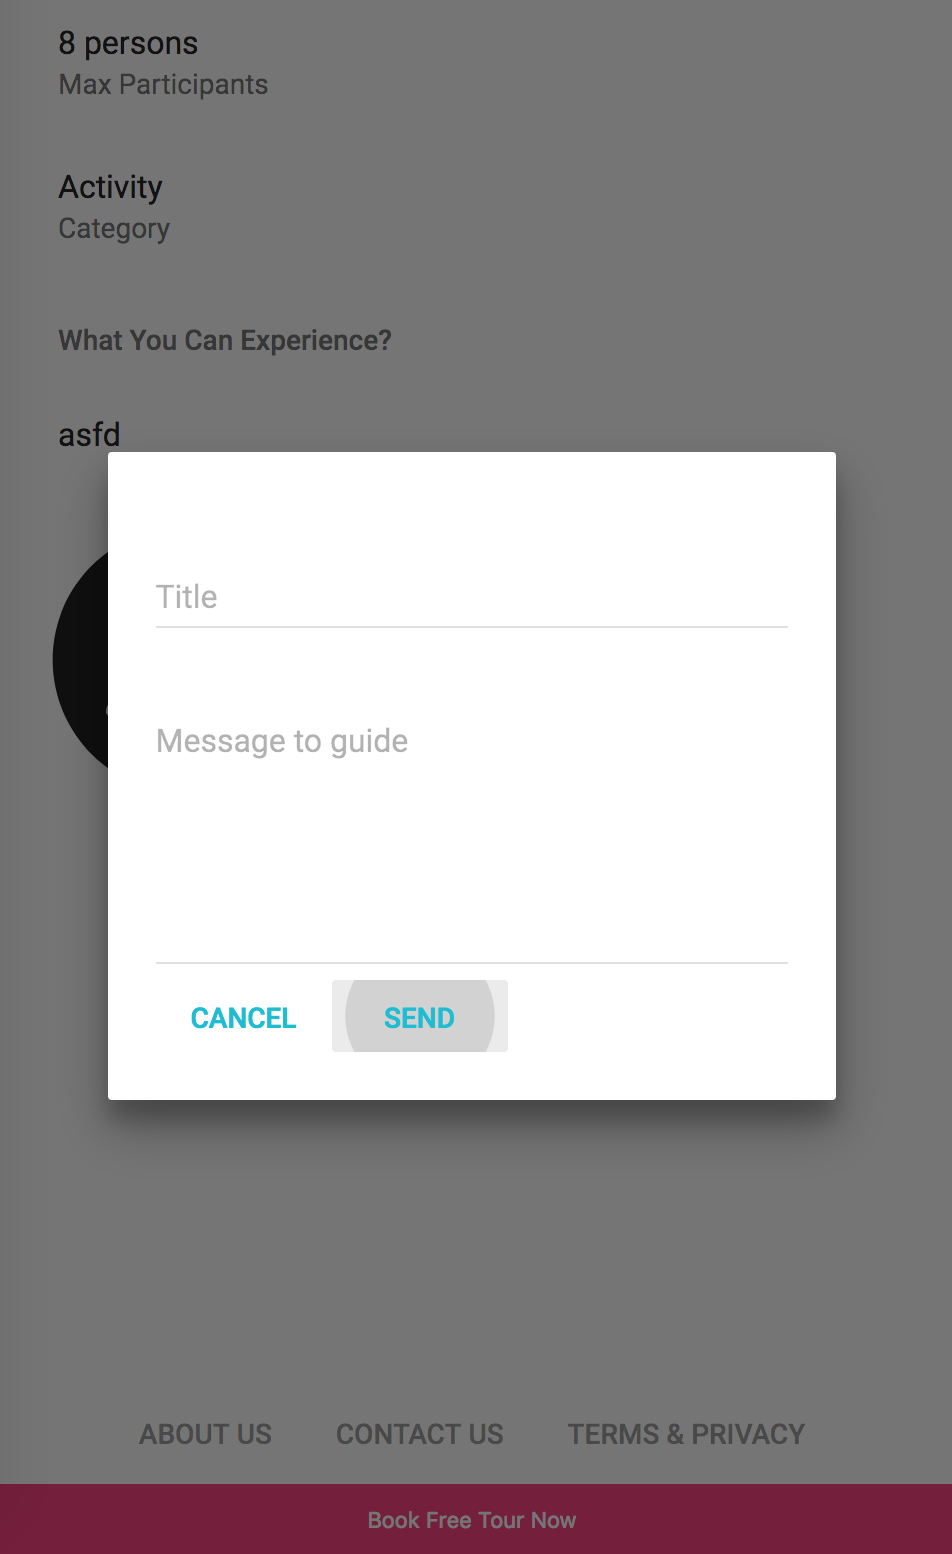 8 persons
Max Participants
Activity
Category
What You Can Experience?
asfd
Title
Message to guide
CANCEL SEND
ABOUT US CONTACT US TERMS & PRIVACY
Book Free Tour Now